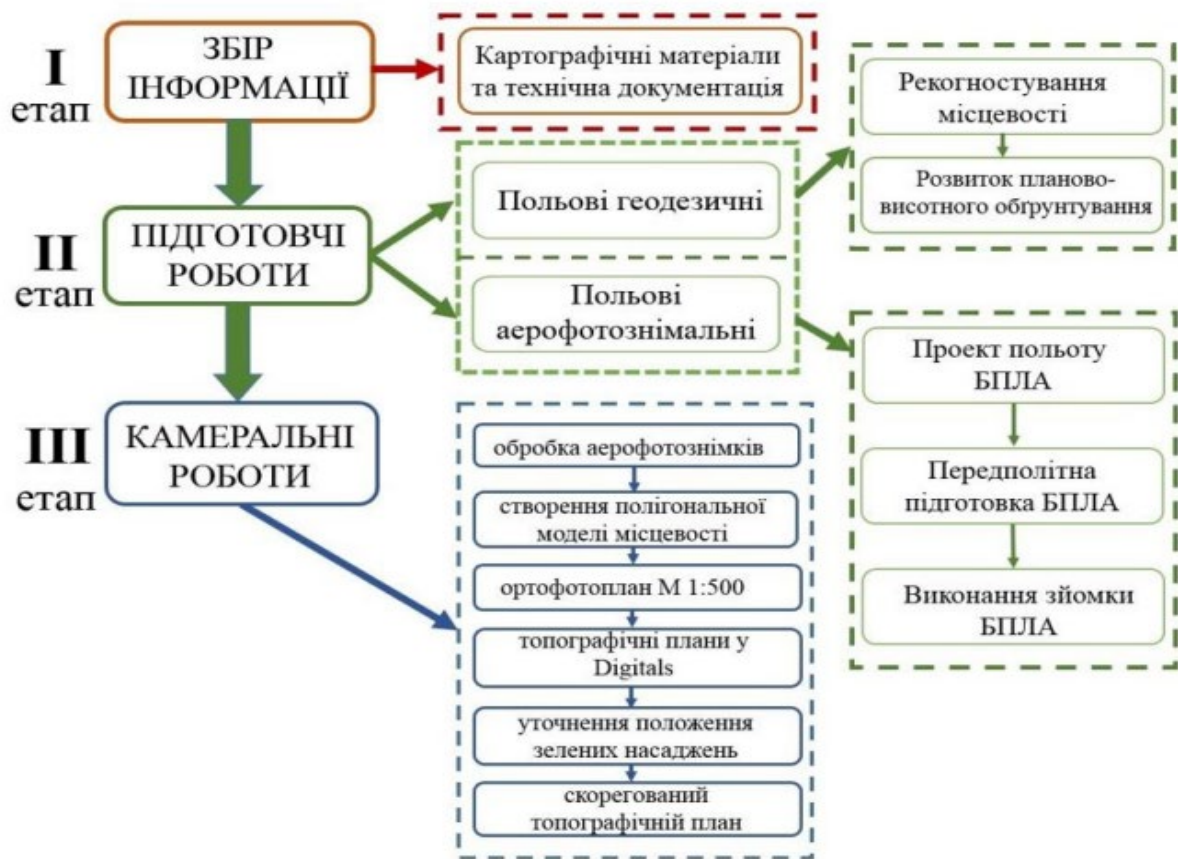 I
етап
ЗБІР
ІНФОРМАЦІЇ
Картографічні матеріали
та технічна документація
Рекогностування
місцевості
Розвиток планово-
висотного обґрунтування
II
етап
ПІДГОТОВЧІ
РОБОТИ
Польові геодезичні
Польові
аерофотознімальні
Проект польоту
БПЛА
Передполітна
підготовка БПЛА
Виконання зйомки
БПЛА
III
етап
КАМЕРАЛЬНІ
РОБОТИ
обробка аерофотознімків
створення полігональної
моделі місцевості
ортофотоплан М 1:500
топографічні плани у
Digitals
уточнення положення
зелених насаджень
скорегований
топографічній план